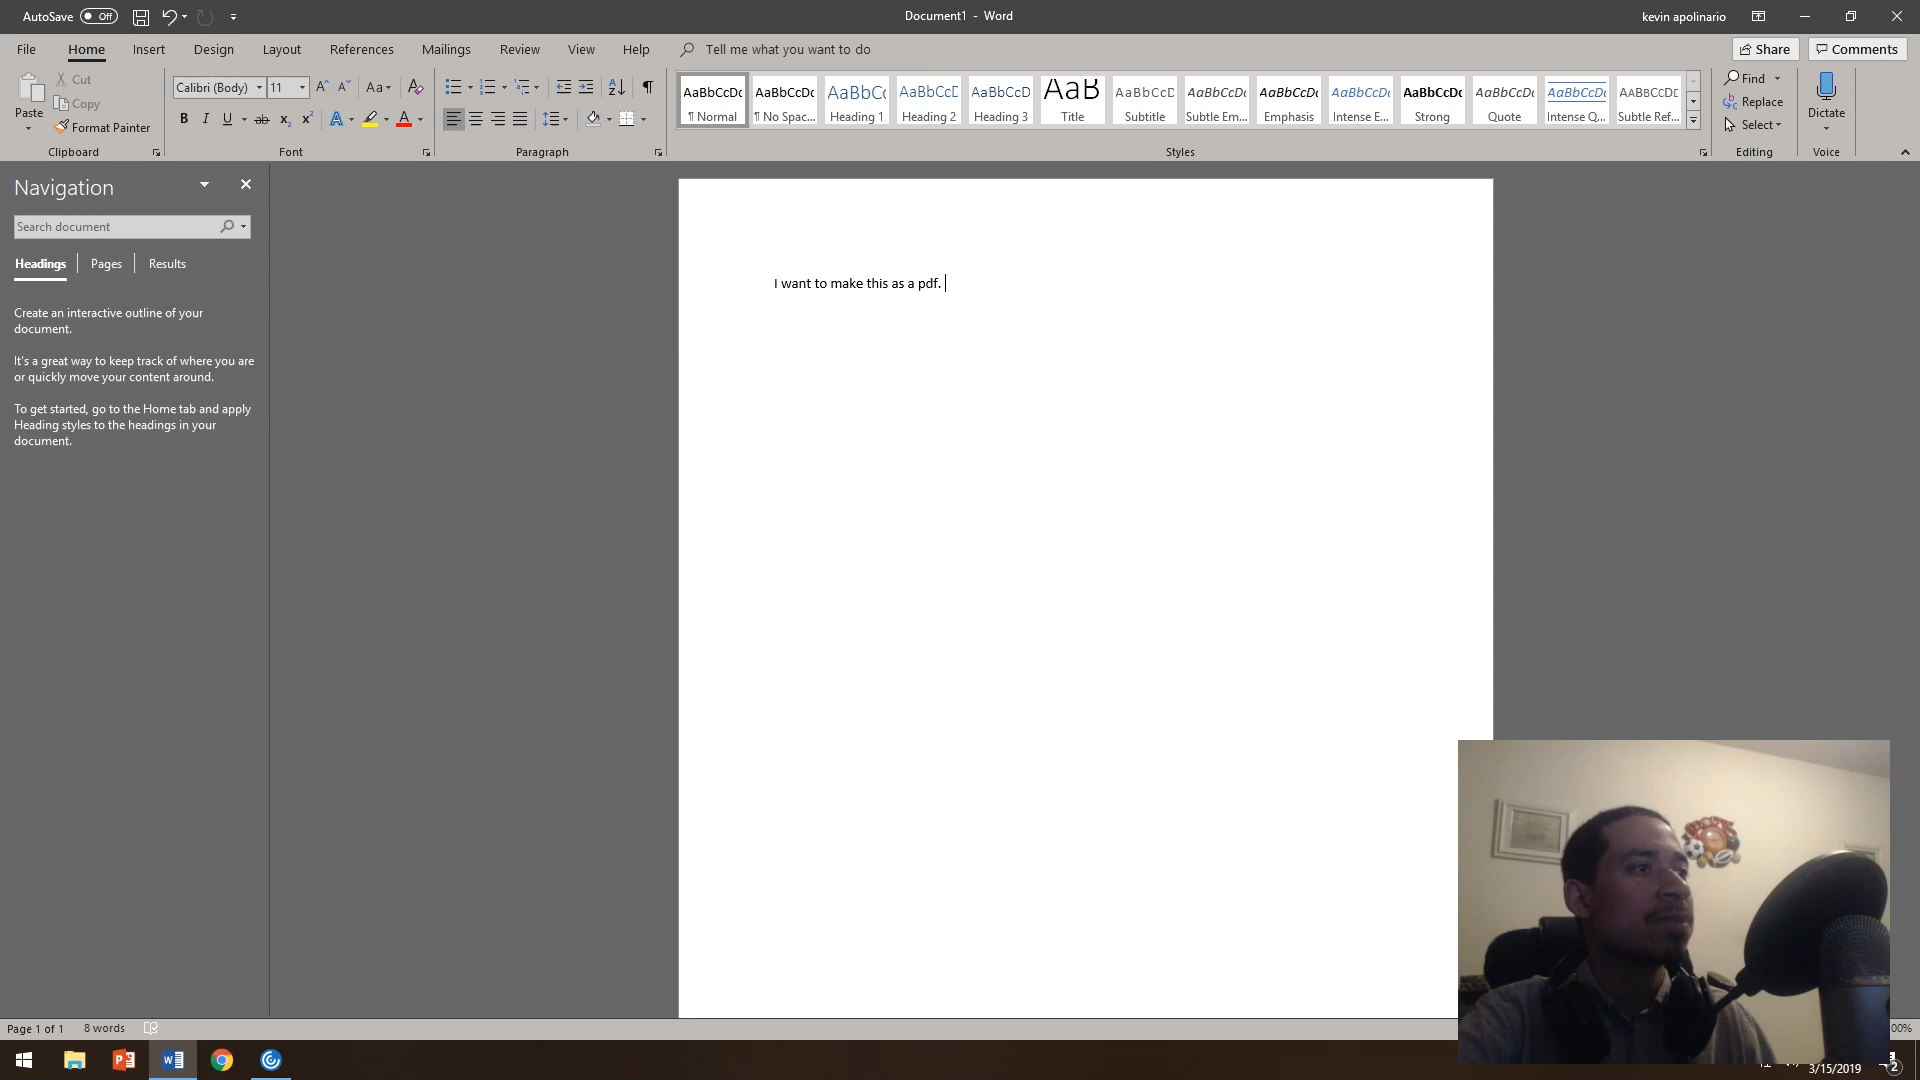 AutoSave Off Document1 - Word kevin apolinario
File Home Insert Design Layout References Mailings Review View Help Tell me what you want to do Share Comments
Paste Cut Copy Format Painter
Clipboard
Calibri (Body) 11 Aa
B I U ab x₂ x² A A
Font
Paragraph
AaBbCcDc AaBbCcDc AaBbCc AaBbCcD AaBbCcD AaB AaBbCcD AaBbCcDc AaBbCcDc AaBbCcDc AaBbCcDc AaBbCcDc AaBbCcDc AABBCCDE
¶ Normal ¶ No Spac... Heading 1 Heading 2 Heading 3 Title Subtitle Subtle Em... Emphasis Intense E... Strong Quote Intense Q... Subtle Ref...
Styles
Find
Replace
Select
Editing
Dictate
Voice
Navigation
Search document
Headings Pages Results
Create an interactive outline of your
document.
It's a great way to keep track of where you are
or quickly move your content around.
To get started, go to the Home tab and apply
Heading styles to the headings in your
document.
I want to make this as a pdf.
Page 1 of 1 8 words 00%
3/15/2019 2